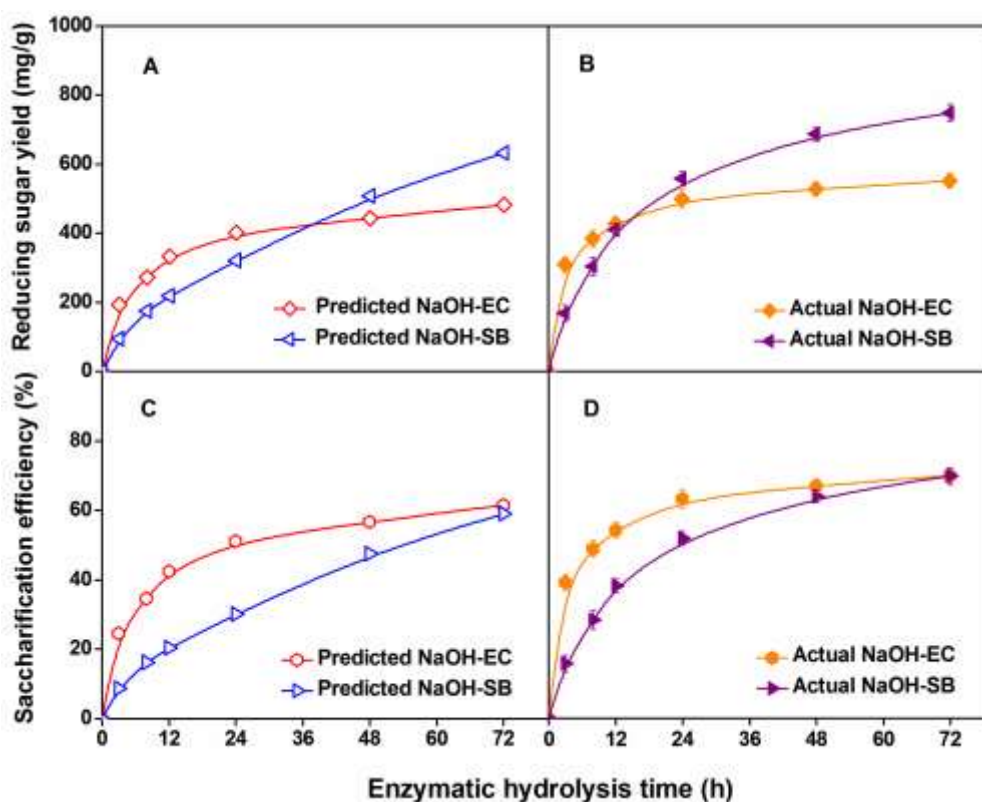 Reducing sugar yield (mg/g)
1000
800
600
400
200
0
A
Predicted NaOH-EC
Predicted NaOH-SB
B
Actual NaOH-EC
Actual NaOH-SB
Saccharification efficiency (%)
80
60
40
20
0
C
Predicted NaOH-EC
Predicted NaOH-SB
D
Actual NaOH-EC
Actual NaOH-SB
0 12 24 36 48 60 72 0 12 24 36 48 60 72
Enzymatic hydrolysis time (h)